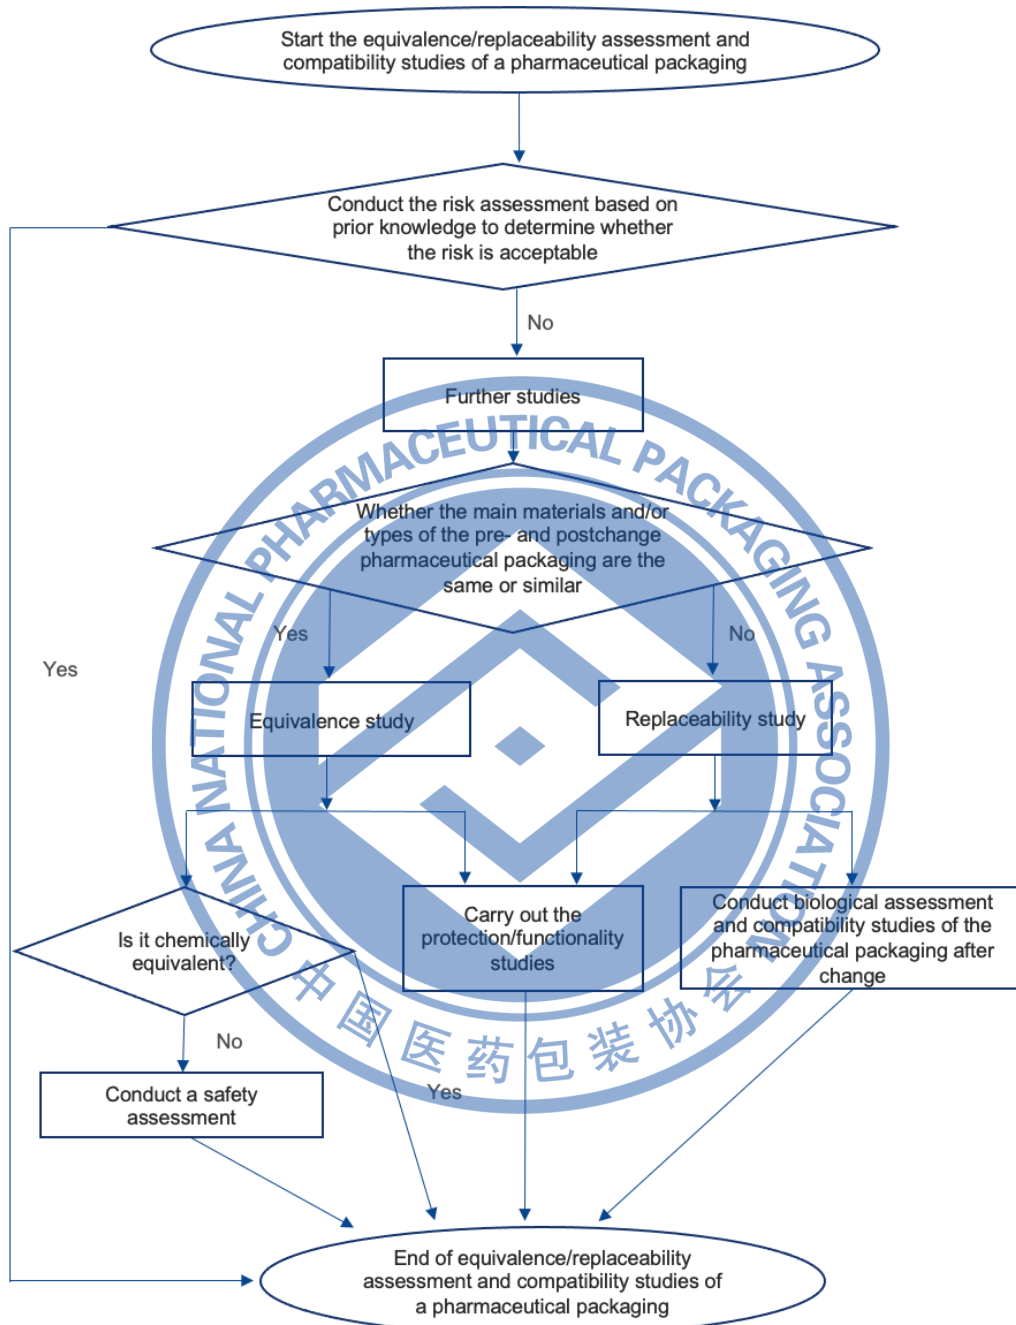 Start the equivalence/replaceability assessment and
compatibility studies of a pharmaceutical packaging
Conduct the risk assessment based on
prior knowledge to determine whether
the risk is acceptable
No
Further studies
Whether the main materials and/or
types of the pre- and postchange
pharmaceutical packaging are the
same or similar
Yes
No
Yes
Equivalence study
Replaceability study
Is it chemically
equivalent?
Carry out the
protection/functionality
studies
Conduct biological assessment
and compatibility studies of the
pharmaceutical packaging after
change
No
Yes
Conduct a safety
assessment
End of equivalence/replaceability
assessment and compatibility studies of
a pharmaceutical packaging
CHINA NATIONAL PHARMACEUTICAL PACKAGING ASSOCIATION
中国医药包装协会